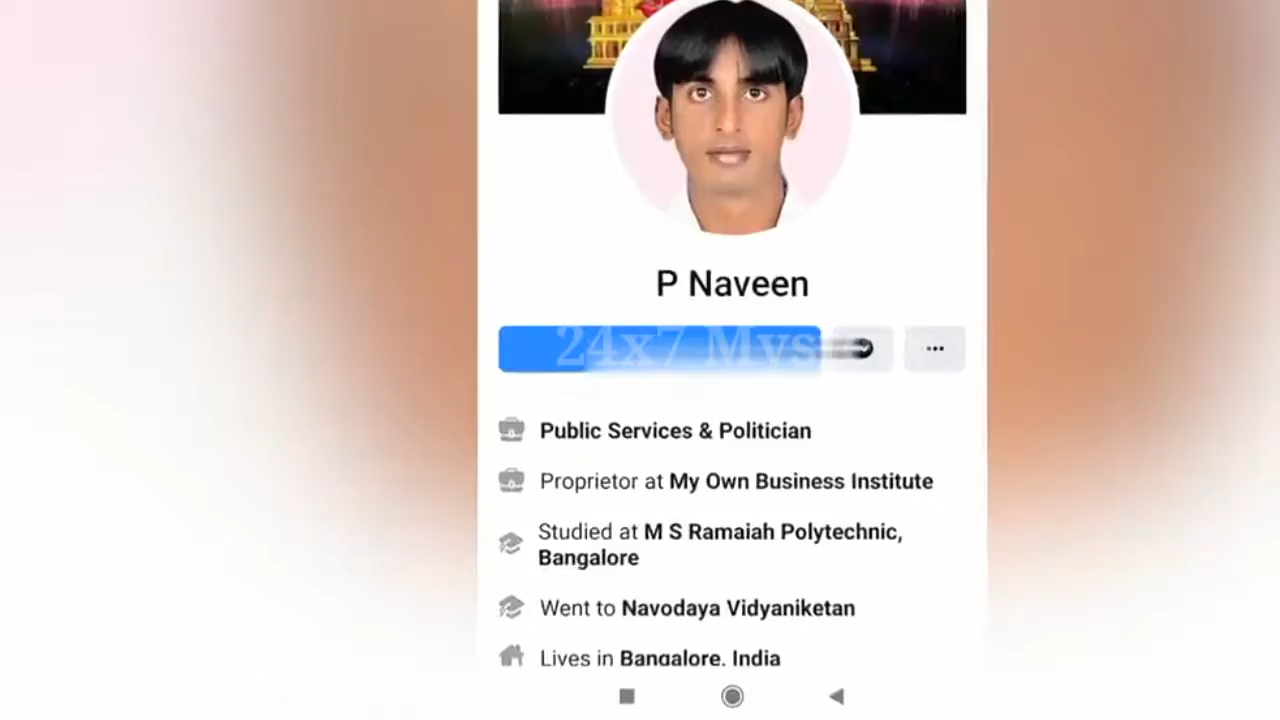 P Naveen
24x7 Mys
Public Services & Politician
Proprietor at My Own Business Institute
Studied at M S Ramaiah Polytechnic,
Bangalore
Went to Navodaya Vidyaniketan
Lives in Bangalore, India